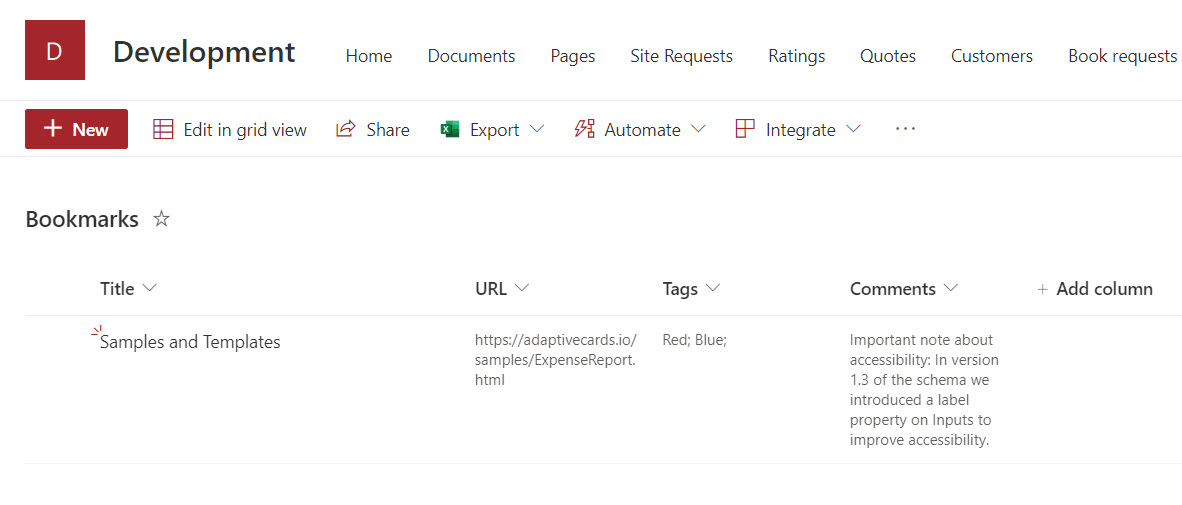 D
Development
Home Documents Pages Site Requests Ratings Quotes Customers Book requests
+ New Edit in grid view Share Export Automate Integrate ...
Bookmarks
Title URL Tags Comments + Add column
Samples and Templates
https://adaptivecards.io/
samples/ExpenseReport.
html
Red; Blue;
Important note about
accessibility: In version
1.3 of the schema we
introduced a label
property on Inputs to
improve accessibility.